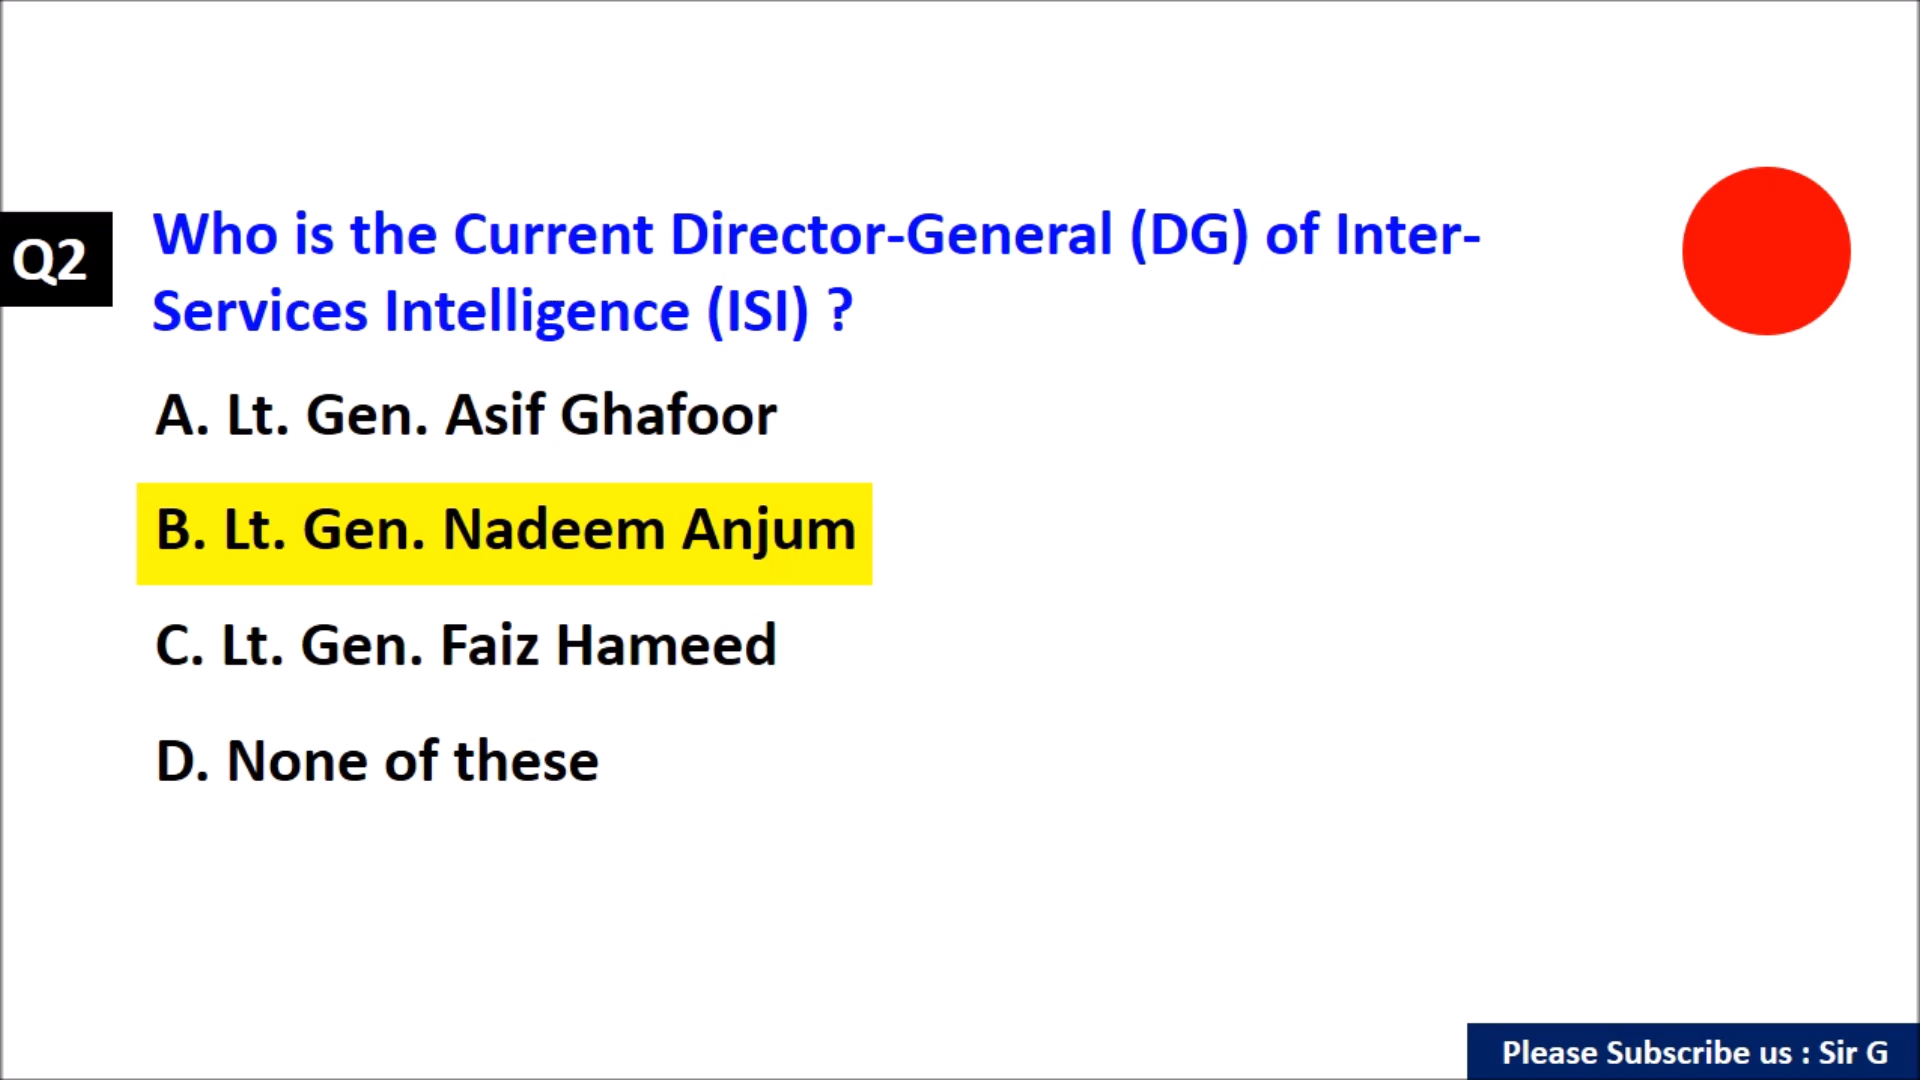 Q2
Who is the Current Director-General (DG) of Inter-
Services Intelligence (ISI) ?
A. Lt. Gen. Asif Ghafoor
B. Lt. Gen. Nadeem Anjum
C. Lt. Gen. Faiz Hameed
D. None of these
Please Subscribe us : Sir G